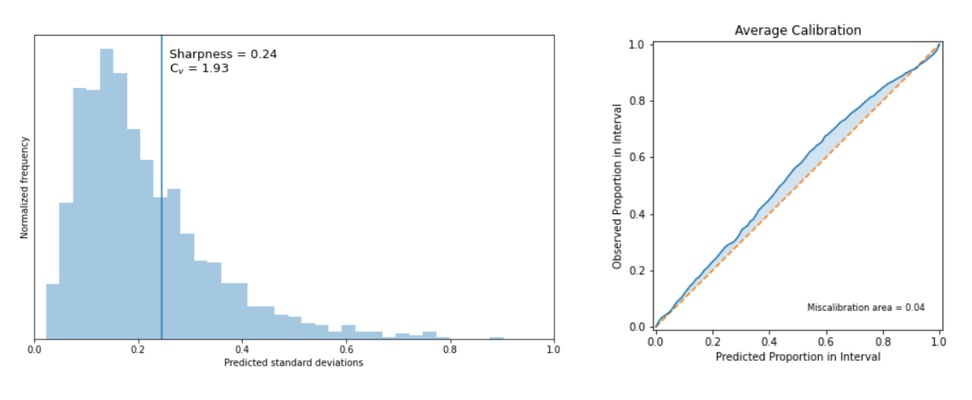 Sharpness = 0.24
Cᵥ = 1.93
Normalized frequency
0.0 0.2 0.4 0.6 0.8 1.0
Predicted standard deviations
Average Calibration
1.0
0.8
0.6
0.4
0.2
0.0
Observed Proportion in Interval
Miscalibration area = 0.04
0.0 0.2 0.4 0.6 0.8 1.0
Predicted Proportion in Interval